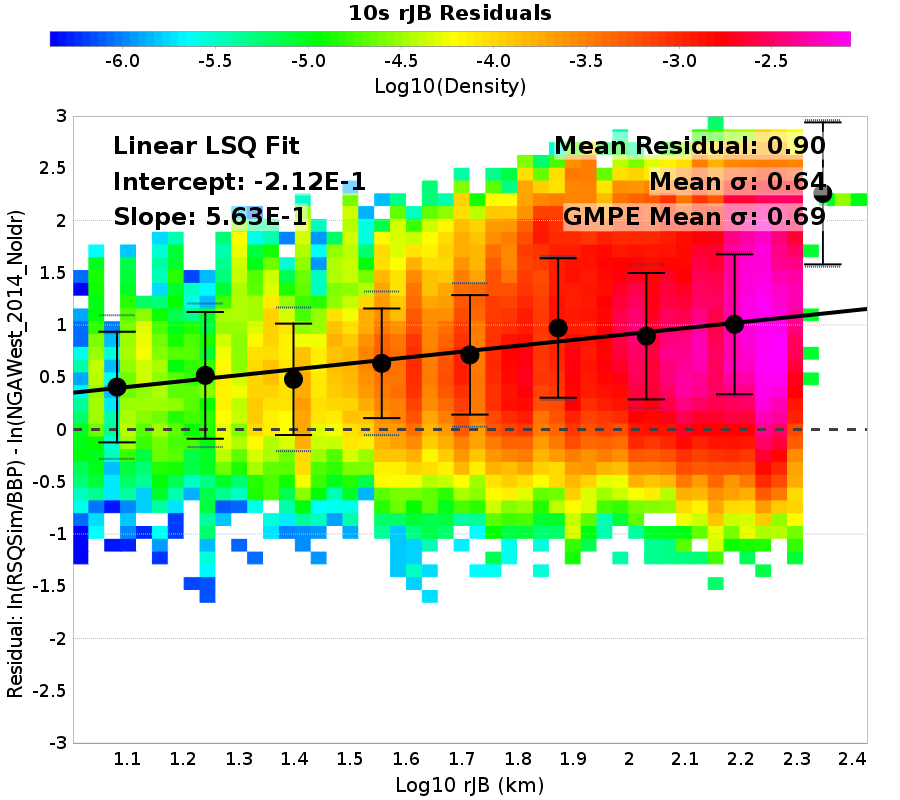 10s rJB Residuals
-6.0 -5.5 -5.0 -4.5 -4.0 -3.5 -3.0 -2.5
Log10(Density)
Linear LSQ Fit
Intercept: -2.12E-1
Slope: 5.63E-1
Mean Residual: 0.90
Mean σ: 0.64
GMPE Mean σ: 0.69
Residual: ln(RSQSim/BBP) - ln(NGAWest_2014_NoIdr)
3
2.5
2
1.5
1
0.5
0
-0.5
-1
-1.5
-2
-2.5
-3
1.1 1.2 1.3 1.4 1.5 1.6 1.7 1.8 1.9 2 2.1 2.2 2.3 2.4
Log10 rJB (km)